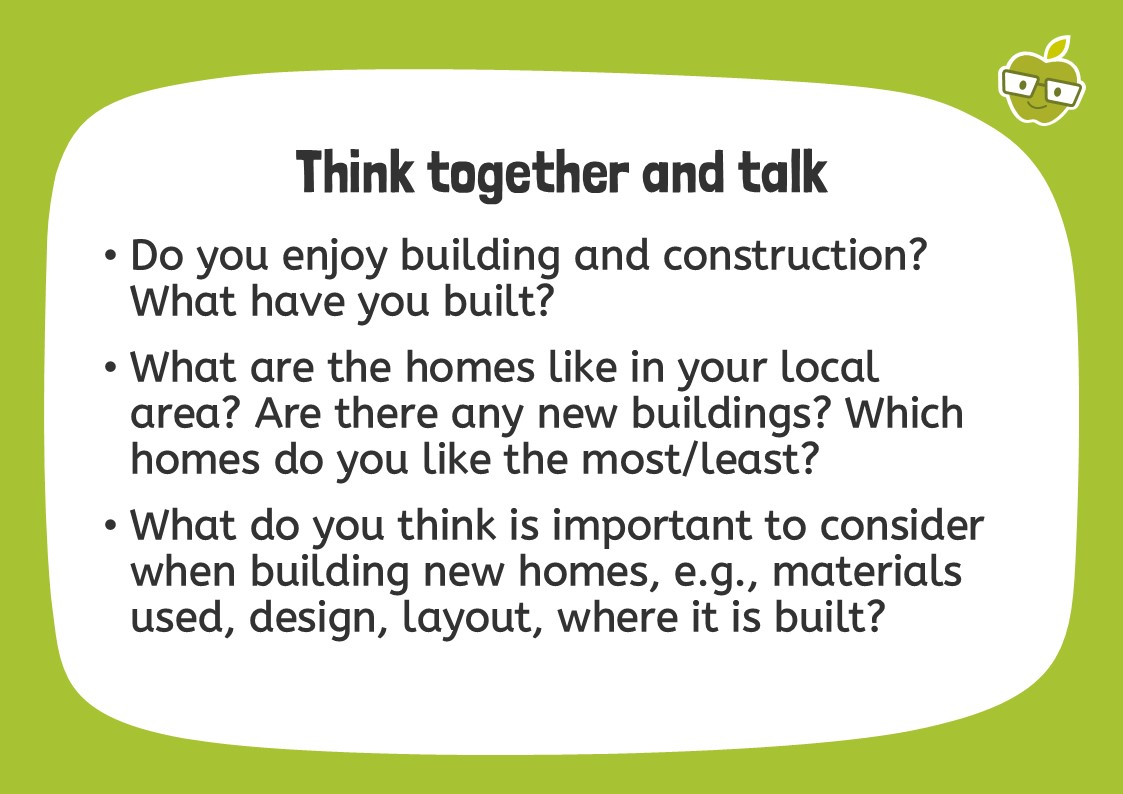 Think together and talk
• Do you enjoy building and construction?
What have you built?
• What are the homes like in your local
area? Are there any new buildings? Which
homes do you like the most/least?
• What do you think is important to consider
when building new homes, e.g., materials
used, design, layout, where it is built?